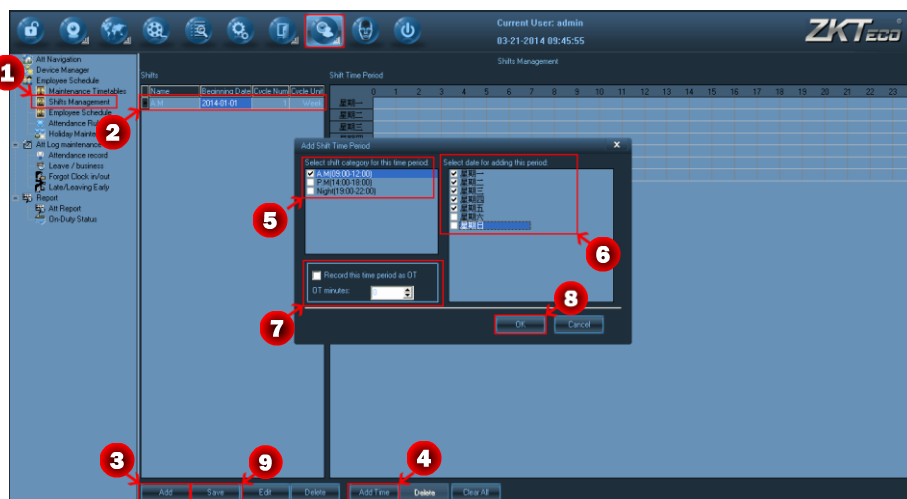 Current User: admin
03-21-2014 09:45:55
ZKTeco
Att Navigation
Device Manager
Employee Schedule
Maintenance Timetables
Shifts Management
Employee Schedule
Attendance Ru
Holiday Mainte
Att Log maintenance
Attendance record
Leave / business
Forgot Clock in/out
Late/Leaving Early
Report
Att Report
On-Duty Status
1
2
Shifts
Name Beginning Date Cycle Num Cycle Unit
A.M 2014-01-01 1 Week
Shifts Management
Shift Time Period
0 1 2 3 4 5 6 7 8 9 10 11 12 13 14 15 16 17 18 19 20 21 22 23
星期一
星期二
星期三
Add Shift Time Period X
Select shift category for this time period:
A.M(09:00-12:00)
P.M(14:00-18:00)
Night(19:00-22:00)
5
Select date for adding this period:
星期一
星期二
星期三
星期四
星期五
星期六
星期日
6
Record this time period as OT
OT minutes:
7
8
OK Cancel
3
9
4
Add Save Edit Delete Add Time Delete Clear All